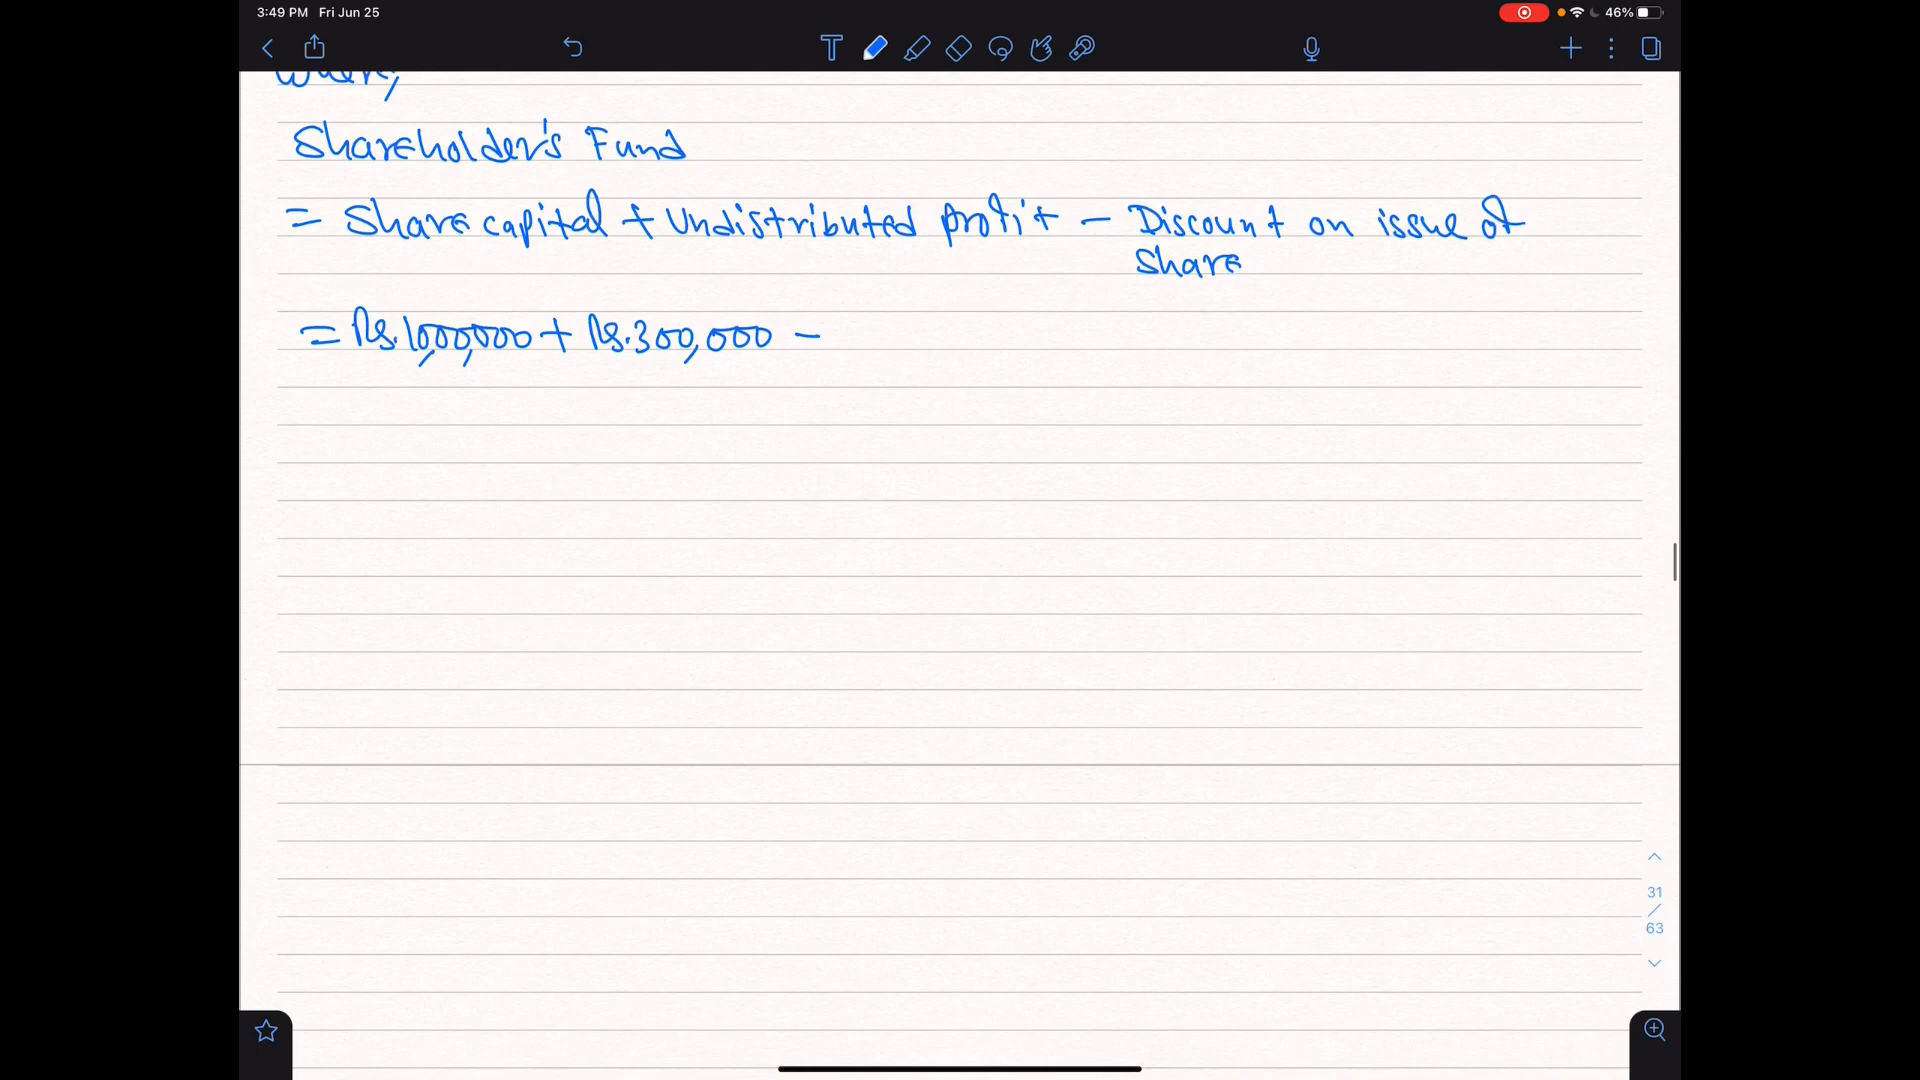 3:49 PM Fri Jun 25
46%
T
When,
Shareholder's Fund
= Share capital + Undistributed profit - Discount on issue of
Share
= Rs.1,000,000 + Rs.300,000 -
31
/
63